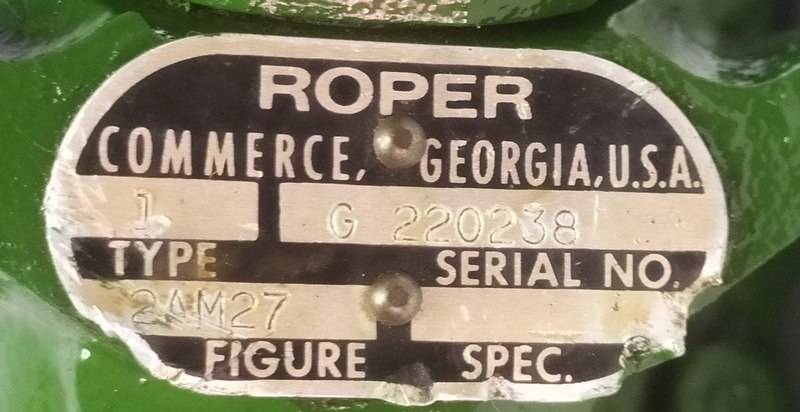 ROPER
COMMERCE, GEORGIA, U.S.A.
1 G 220238
TYPE SERIAL NO.
2AM27
FIGURE SPEC.